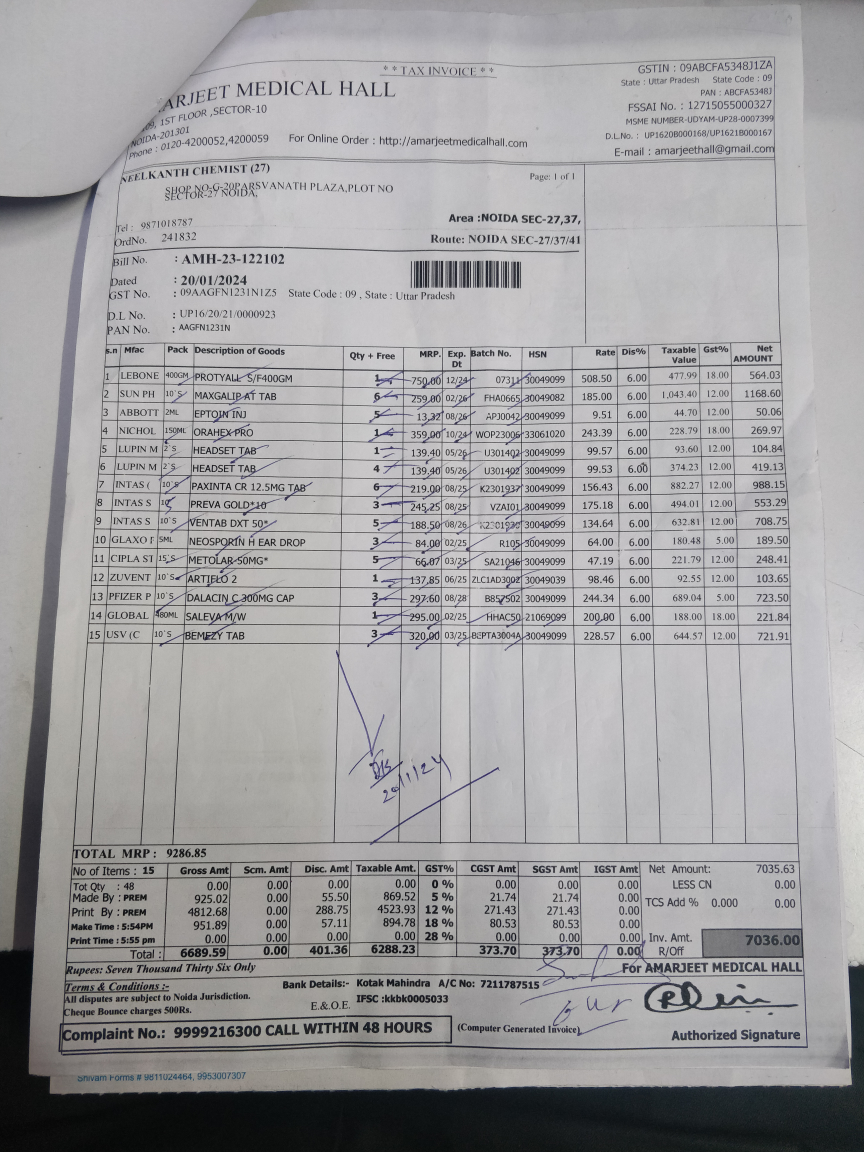 * * TAX INVOICE * *
GSTIN : 09ABCFA5348J1ZA
State : Uttar Pradesh State Code : 09
PAN : ABCFA5348J
FSSAI No. : 12715055000327
MSME NUMBER-UDYAM-UP28-0007399
D.L.No. : UP1620B000168/UP1621B000167
E-mail : amarjeethall@gmail.com
ARJEET MEDICAL HALL
1ST FLOOR ,SECTOR-10
NOIDA-201301
Phone : 0120-4200052,4200059 For Online Order : http://amarjeetmedicalhall.com
NEELKANTH CHEMIST (27) Page: 1 of 1
SHOP NO-G-20PARSVANATH PLAZA,PLOT NO
SECTOR-27 NOIDA,
Tel : 9871018787 Area :NOIDA SEC-27,37,
OrdNo. 241832 Route: NOIDA SEC-27/37/41
Bill No. : AMH-23-122102
Dated : 20/01/2024
GST No. : 09AAGFN1231N1Z5 State Code : 09 , State : Uttar Pradesh
D.L No. : UP16/20/21/0000923
PAN No. : AAGFN1231N
s.n Mfac Pack Description of Goods Qty + Free MRP. Exp. Dt Batch No. HSN Rate Dis% Taxable Value Gst% Net AMOUNT
1 LEBONE 400GM PROTYALL S/F400GM 1 750.00 12/24 07311 30049099 508.50 6.00 477.99 18.00 564.03
2 SUN PH 10`S MAXGALIP AT TAB 6 259.00 02/26 FHA0665 30049082 185.00 6.00 1,043.40 12.00 1168.60
3 ABBOTT 2ML EPTOIN INJ 5 13.32 08/26 APJ0042 30049099 9.51 6.00 44.70 12.00 50.06
4 NICHOL 150ML ORAHEX PRO 1 359.00 10/24 WOP23006 33061020 243.39 6.00 228.79 18.00 269.97
5 LUPIN M 2`S HEADSET TAB 1 139.40 05/26 U301402 30049099 99.57 6.00 93.60 12.00 104.84
6 LUPIN M 2`S HEADSET TAB 4 139.40 05/26 U301402 30049099 99.53 6.00 374.23 12.00 419.13
7 INTAS ( 10`S PAXINTA CR 12.5MG TAB 6 219.00 08/25 K2301937 30049099 156.43 6.00 882.27 12.00 988.15
8 INTAS S PREVA GOLD*10 3 245.25 08/25 VZAI01 30049099 175.18 6.00 494.01 12.00 553.29
9 INTAS S 10`S VENTAB DXT 50* 5 188.50 08/26 30049099 134.64 6.00 632.81 12.00 708.75
10 GLAXO 5ML NEOSPORIN H EAR DROP 3 84.00 02/25 R105 30049099 64.00 6.00 180.48 5.00 189.50
11 CIPLA ST 15`S METOLAR-50MG* 5 66.07 03/25 SA21046 30049099 47.19 6.00 221.79 12.00 248.41
12 ZUVENT 10`S ARTIFLO 2 1 137.85 06/25 ZLC1AD3002 30049039 98.46 6.00 92.55 12.00 103.65
13 PFIZER P 10`S DALACIN C 300MG CAP 3 297.60 08/28 BB57502 30049099 244.34 6.00 689.04 5.00 723.50
14 GLOBAL 480ML SALEVA M/W 1 295.00 02/25 HHAC50 21069099 200.00 6.00 188.00 18.00 221.84
15 USV (C 10`S BEMEZY TAB 3 320.00 03/25 BEPTA3004A 30049099 228.57 6.00 644.57 12.00 721.91
20/1/24
TOTAL MRP : 9286.85
No of Items : 15 Gross Amt Scm. Amt Disc. Amt Taxable Amt. GST% CGST Amt SGST Amt IGST Amt Net Amount: 7035.63
Tot Qty : 48 0.00 0.00 0.00 0.00 0 % 0.00 0.00 0.00 LESS CN 0.00
Made By : PREM 925.02 0.00 55.50 869.52 5 % 21.74 21.74 0.00 TCS Add % 0.000 0.00
Print By : PREM 4812.68 0.00 288.75 4523.93 12 % 271.43 271.43 0.00
Make Time : 5:54PM 951.89 0.00 57.11 894.78 18 % 80.53 80.53 0.00
Print Time : 5:55 pm 0.00 0.00 0.00 0.00 28 % 0.00 0.00 0.00 Inv. Amt. 7036.00
Total : 6689.59 0.00 401.36 6288.23 373.70 373.70 0.00 R/Off
Rupees: Seven Thousand Thirty Six Only For AMARJEET MEDICAL HALL
Terms & Conditions :- Bank Details:- Kotak Mahindra A/C No: 7211787515
All disputes are subject to Noida Jurisdiction. IFSC :kkbk0005033
Cheque Bounce charges 500Rs. E.&.O.E.
Complaint No.: 9999216300 CALL WITHIN 48 HOURS (Computer Generated Invoice) Authorized Signature
Shivam Forms # 9811024464, 9953007307